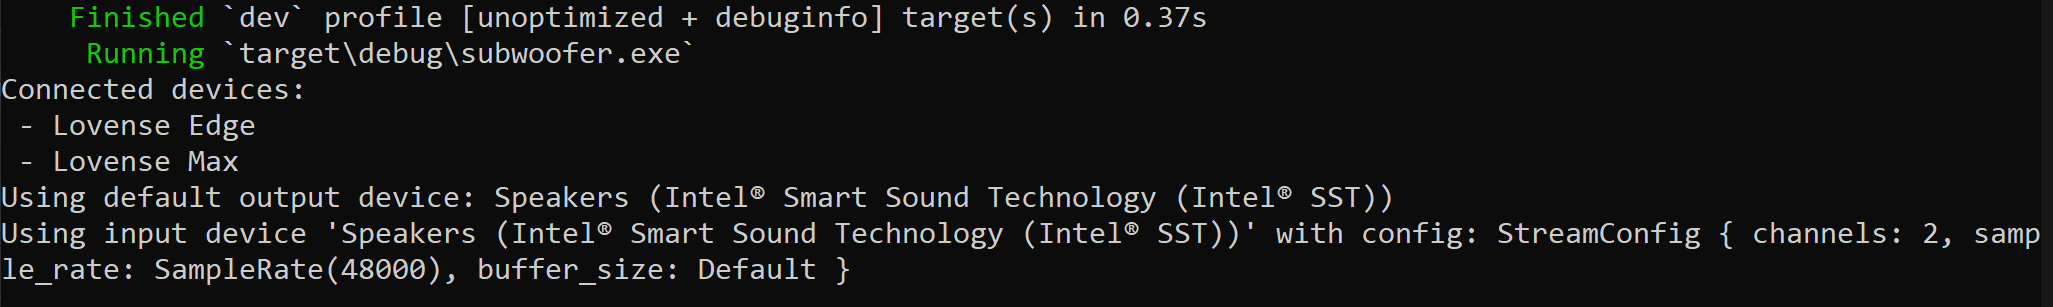 Finished `dev` profile [unoptimized + debuginfo] target(s) in 0.37s
Running `target\debug\subwoofer.exe`
Connected devices:
- Lovense Edge
- Lovense Max
Using default output device: Speakers (Intel® Smart Sound Technology (Intel® SST))
Using input device 'Speakers (Intel® Smart Sound Technology (Intel® SST))' with config: StreamConfig { channels: 2, samp
le_rate: SampleRate(48000), buffer_size: Default }